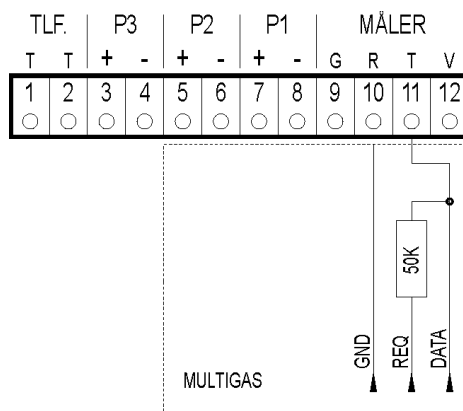 TLF. P3 P2 P1 MÅLER
T T + - + - + - G R T V
1 2 3 4 5 6 7 8 9 10 11 12
50K
GND REQ DATA
MULTIGAS